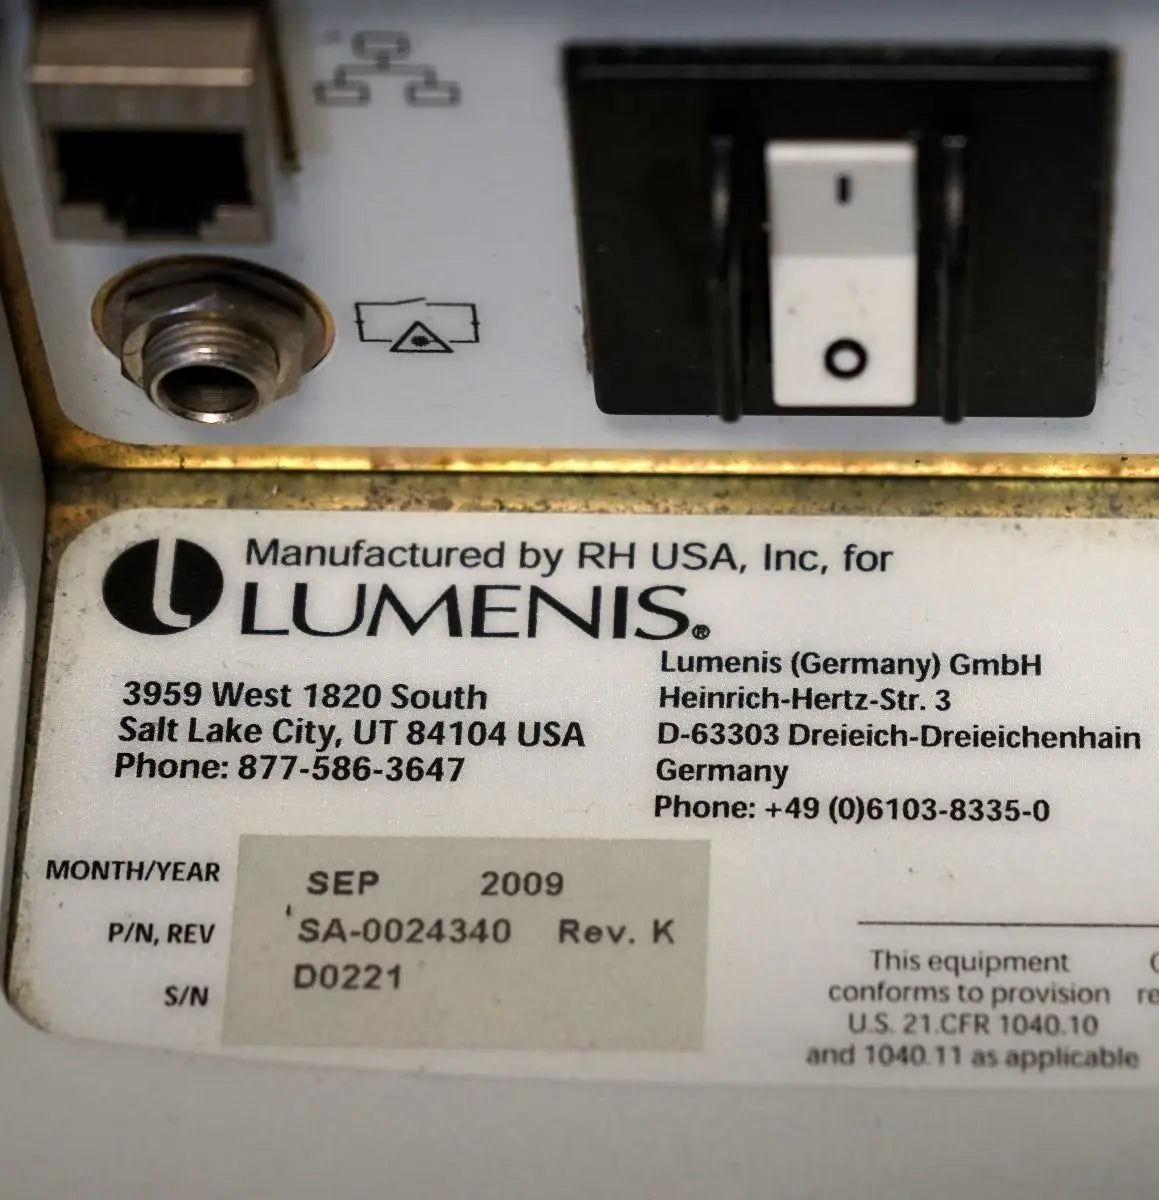 Manufactured by RH USA, Inc, for
LUMENIS®
3959 West 1820 South
Salt Lake City, UT 84104 USA
Phone: 877-586-3647
Lumenis (Germany) GmbH
Heinrich-Hertz-Str. 3
D-63303 Dreieich-Dreieichenhain
Germany
Phone: +49 (0)6103-8335-0
MONTH/YEAR SEP 2009
P/N, REV SA-0024340 Rev. K
S/N D0221
This equipment
conforms to provision
U.S. 21.CFR 1040.10
and 1040.11 as applicable